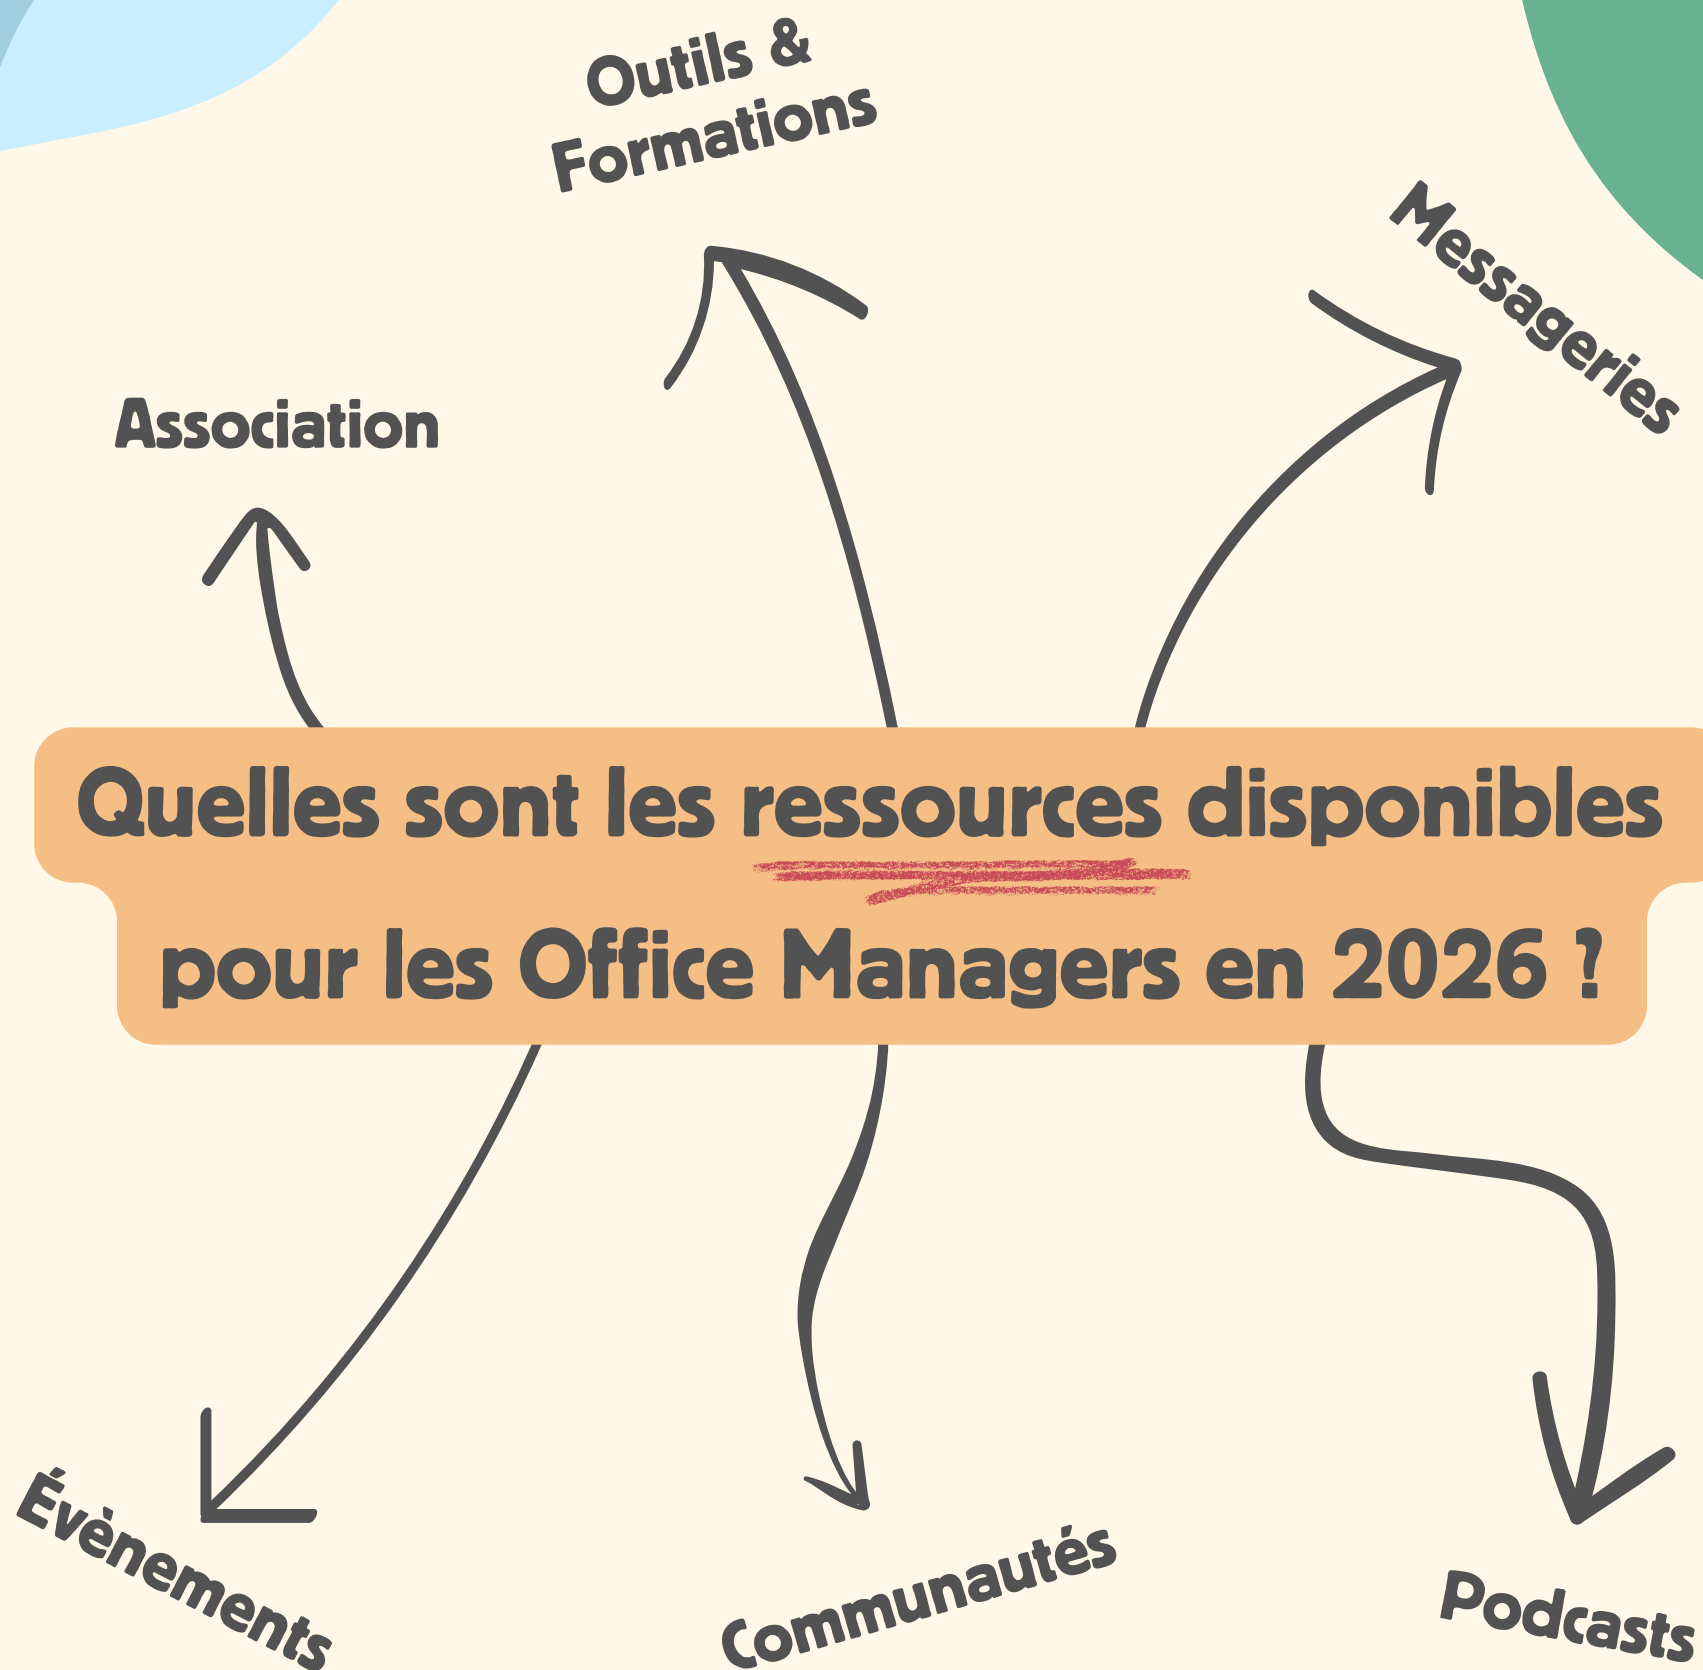 Outils &
Formations
Messageries
Association
Quelles sont les ressources disponibles
pour les Office Managers en 2026 ?
Évènements
Communautés
Podcasts